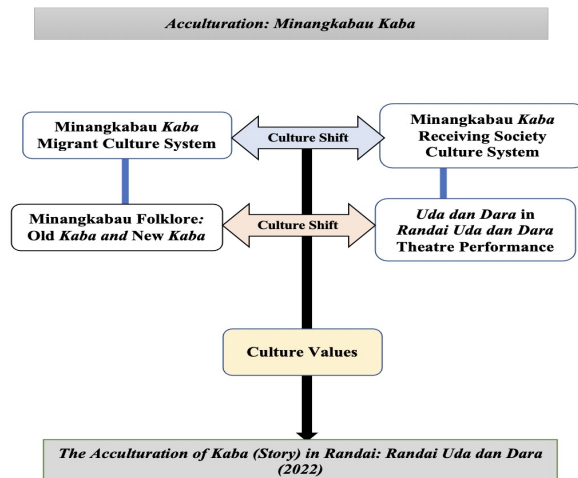 Acculturation: Minangkabau Kaba
Minangkabau Kaba
Migrant Culture System
Culture Shift
Minangkabau Kaba
Receiving Society
Culture System
Minangkabau Folklore:
Old Kaba and New Kaba
Culture Shift
Uda dan Dara in
Randai Uda dan Dara
Theatre Performance
Culture Values
The Acculturation of Kaba (Story) in Randai: Randai Uda dan Dara
(2022)